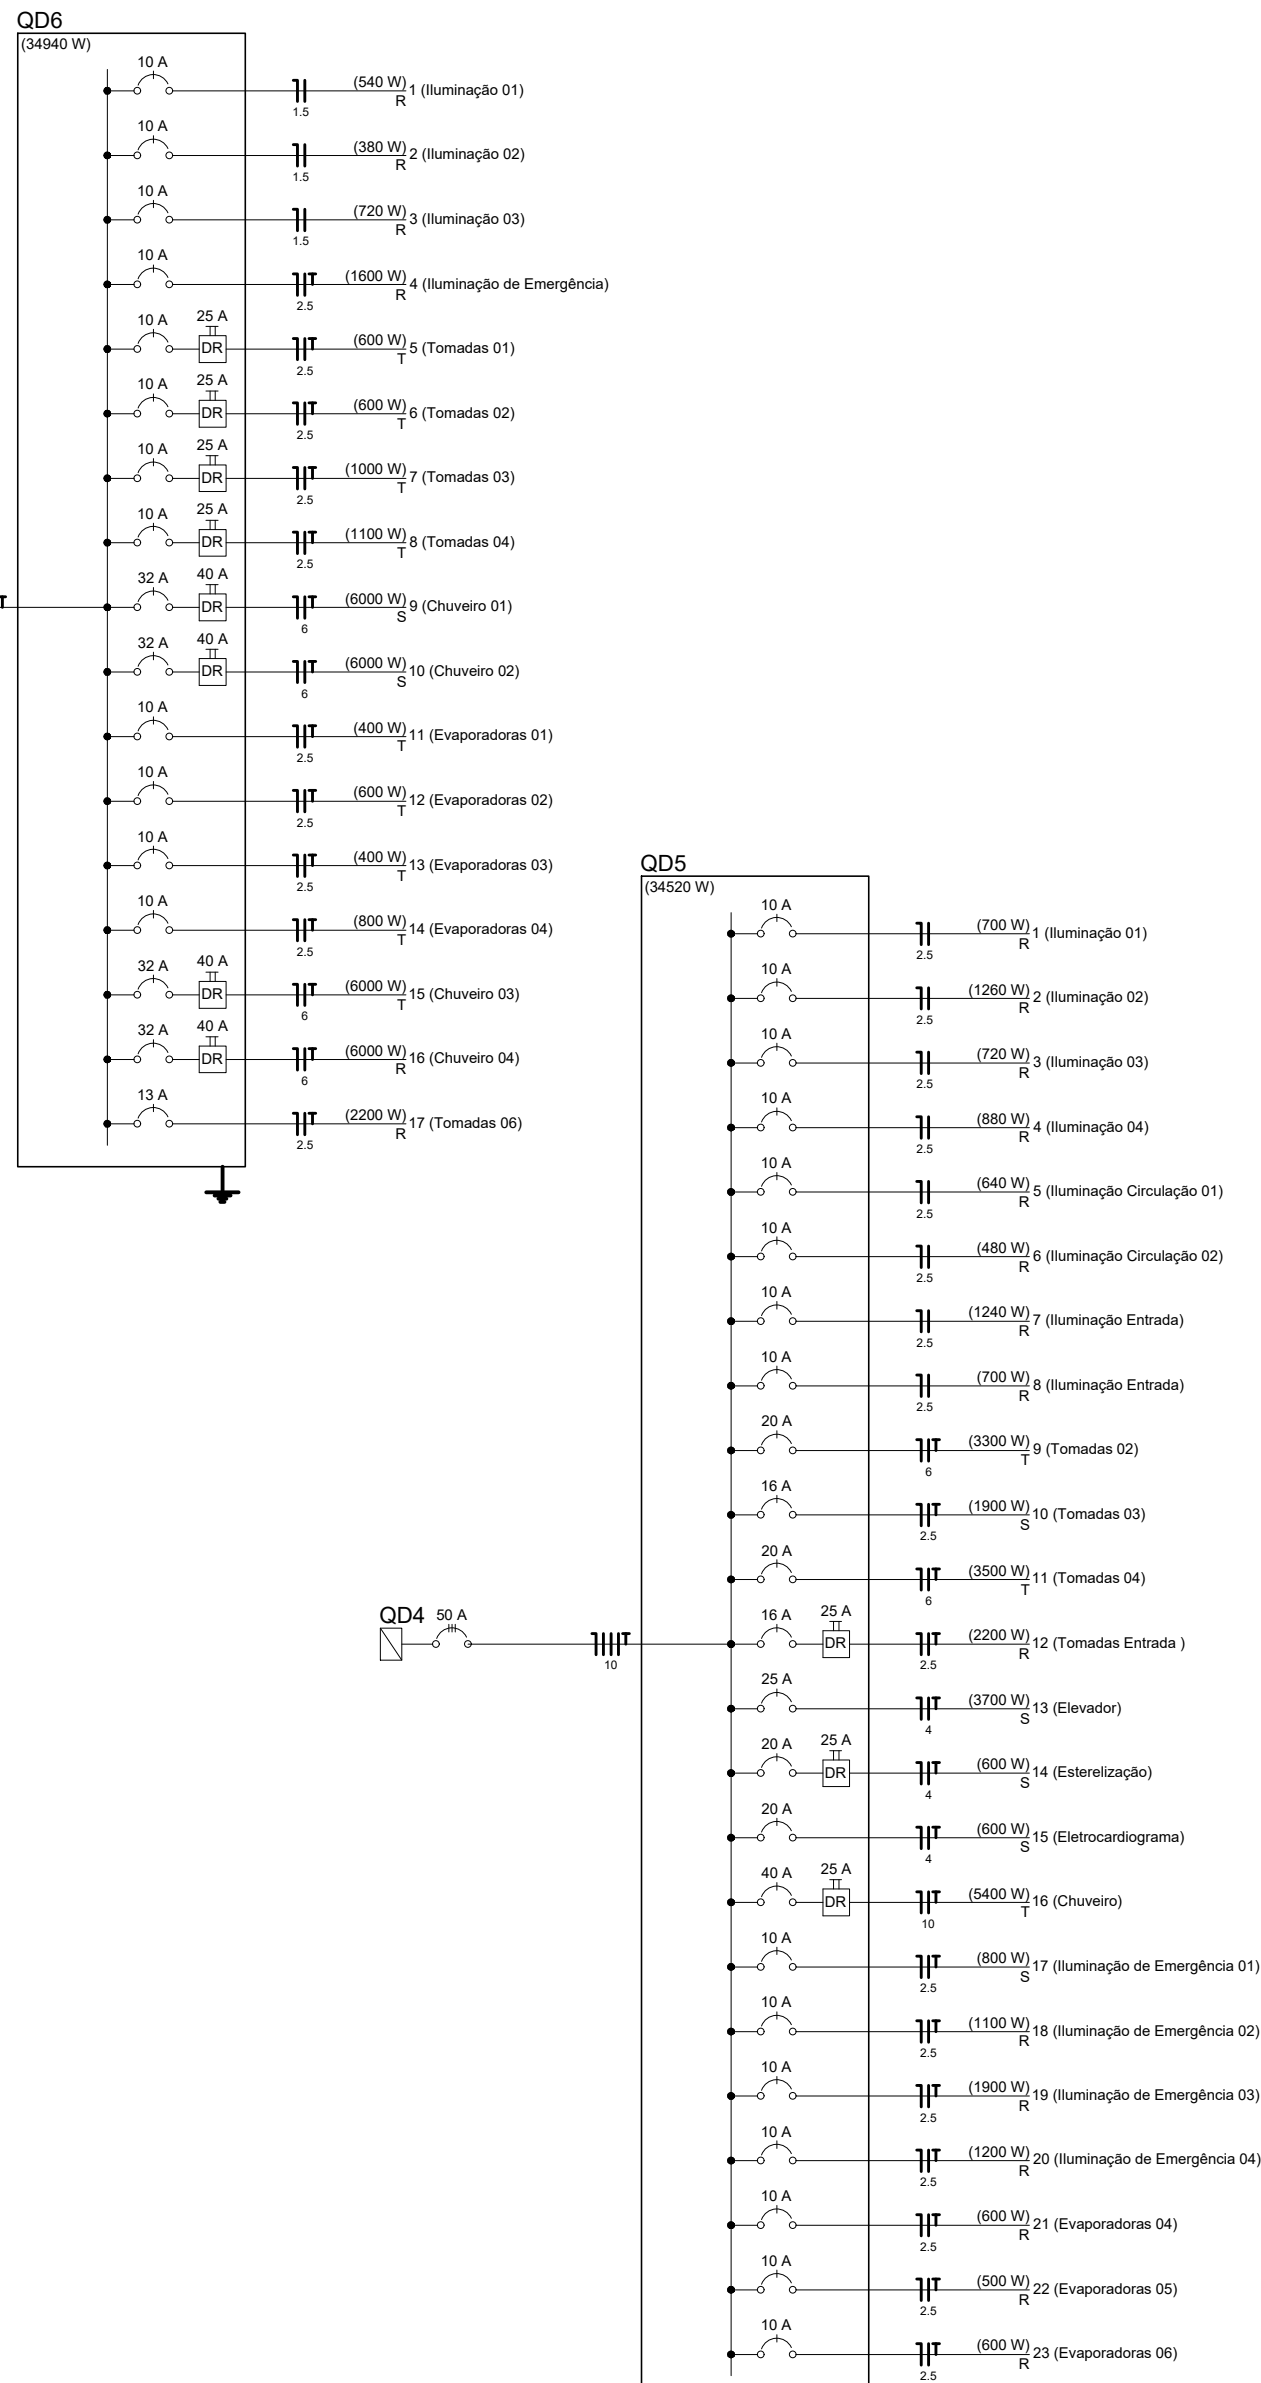 QD6
(34940 W)
10 A
(540 W) 1 (Iluminação 01)
R
1.5
10 A
(380 W) 2 (Iluminação 02)
R
1.5
10 A
(720 W) 3 (Iluminação 03)
R
1.5
10 A
(1600 W) 4 (Iluminação de Emergência)
R
2.5
10 A 25 A
DR (600 W) 5 (Tomadas 01)
T
2.5
10 A 25 A
DR (600 W) 6 (Tomadas 02)
T
2.5
10 A 25 A
DR (1000 W) 7 (Tomadas 03)
T
2.5
10 A 25 A
DR (1100 W) 8 (Tomadas 04)
T
2.5
32 A 40 A
DR (6000 W) 9 (Chuveiro 01)
S
6
32 A 40 A
DR (6000 W) 10 (Chuveiro 02)
S
6
10 A
(400 W) 11 (Evaporadoras 01)
T
2.5
10 A
(600 W) 12 (Evaporadoras 02)
T
2.5
10 A
(400 W) 13 (Evaporadoras 03)
T
2.5
10 A
(800 W) 14 (Evaporadoras 04)
T
2.5
32 A 40 A
DR (6000 W) 15 (Chuveiro 03)
T
6
32 A 40 A
DR (6000 W) 16 (Chuveiro 04)
R
6
13 A
(2200 W) 17 (Tomadas 06)
R
2.5
QD5
(34520 W)
10 A
(700 W) 1 (Iluminação 01)
R
2.5
10 A
(1260 W) 2 (Iluminação 02)
R
2.5
10 A
(720 W) 3 (Iluminação 03)
R
2.5
10 A
(880 W) 4 (Iluminação 04)
R
2.5
10 A
(640 W) 5 (Iluminação Circulação 01)
R
2.5
10 A
(480 W) 6 (Iluminação Circulação 02)
R
2.5
10 A
(1240 W) 7 (Iluminação Entrada)
R
2.5
10 A
(700 W) 8 (Iluminação Entrada)
R
2.5
20 A
(3300 W) 9 (Tomadas 02)
T
6
16 A
(1900 W) 10 (Tomadas 03)
S
2.5
20 A
(3500 W) 11 (Tomadas 04)
T
6
QD4 50 A
10
16 A 25 A
DR (2200 W) 12 (Tomadas Entrada )
R
2.5
25 A
(3700 W) 13 (Elevador)
S
4
20 A 25 A
DR (600 W) 14 (Esterelização)
S
4
20 A
(600 W) 15 (Eletrocardiograma)
S
4
40 A 25 A
DR (5400 W) 16 (Chuveiro)
T
10
10 A
(800 W) 17 (Iluminação de Emergência 01)
S
2.5
10 A
(1100 W) 18 (Iluminação de Emergência 02)
R
2.5
10 A
(1900 W) 19 (Iluminação de Emergência 03)
R
2.5
10 A
(1200 W) 20 (Iluminação de Emergência 04)
R
2.5
10 A
(600 W) 21 (Evaporadoras 04)
R
2.5
10 A
(500 W) 22 (Evaporadoras 05)
R
2.5
10 A
(600 W) 23 (Evaporadoras 06)
R
2.5